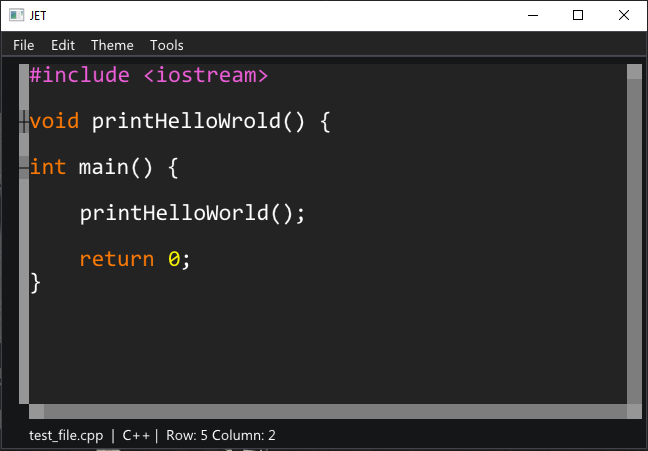 JET
File Edit Theme Tools
#include <iostream>
void printHelloWrold() {
int main() {
printHelloWorld();
return 0;
}
test_file.cpp | C++ | Row: 5 Column: 2